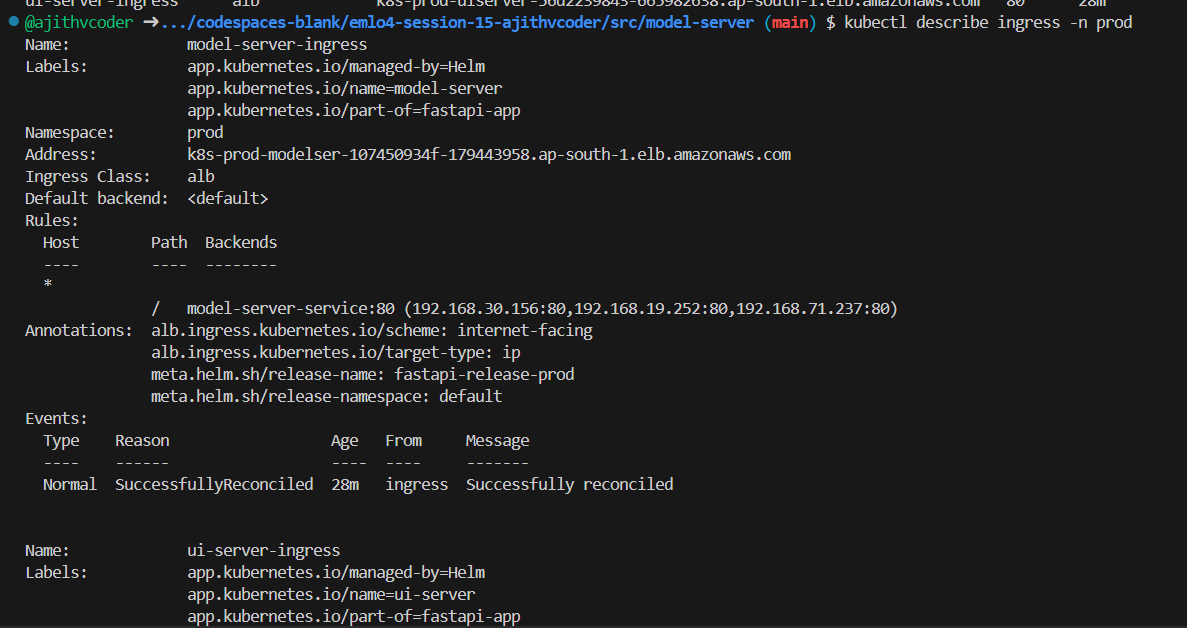 ui-server-ingress alb k8s-prod-uiserver-56d2239843-665982638.ap-south-1.elb.amazonaws.com 80 28m
@ajithvcoder ➜.../codespaces-blank/emlo4-session-15-ajithvcoder/src/model-server (main) $ kubectl describe ingress -n prod
Name: model-server-ingress
Labels: app.kubernetes.io/managed-by=Helm
app.kubernetes.io/name=model-server
app.kubernetes.io/part-of=fastapi-app
Namespace: prod
Address: k8s-prod-modelser-107450934f-179443958.ap-south-1.elb.amazonaws.com
Ingress Class: alb
Default backend: <default>
Rules:
Host Path Backends
---- ---- --------
*
/ model-server-service:80 (192.168.30.156:80,192.168.19.252:80,192.168.71.237:80)
Annotations: alb.ingress.kubernetes.io/scheme: internet-facing
alb.ingress.kubernetes.io/target-type: ip
meta.helm.sh/release-name: fastapi-release-prod
meta.helm.sh/release-namespace: default
Events:
Type Reason Age From Message
---- ------ ---- ---- -------
Normal SuccessfullyReconciled 28m ingress Successfully reconciled
Name: ui-server-ingress
Labels: app.kubernetes.io/managed-by=Helm
app.kubernetes.io/name=ui-server
app.kubernetes.io/part-of=fastapi-app